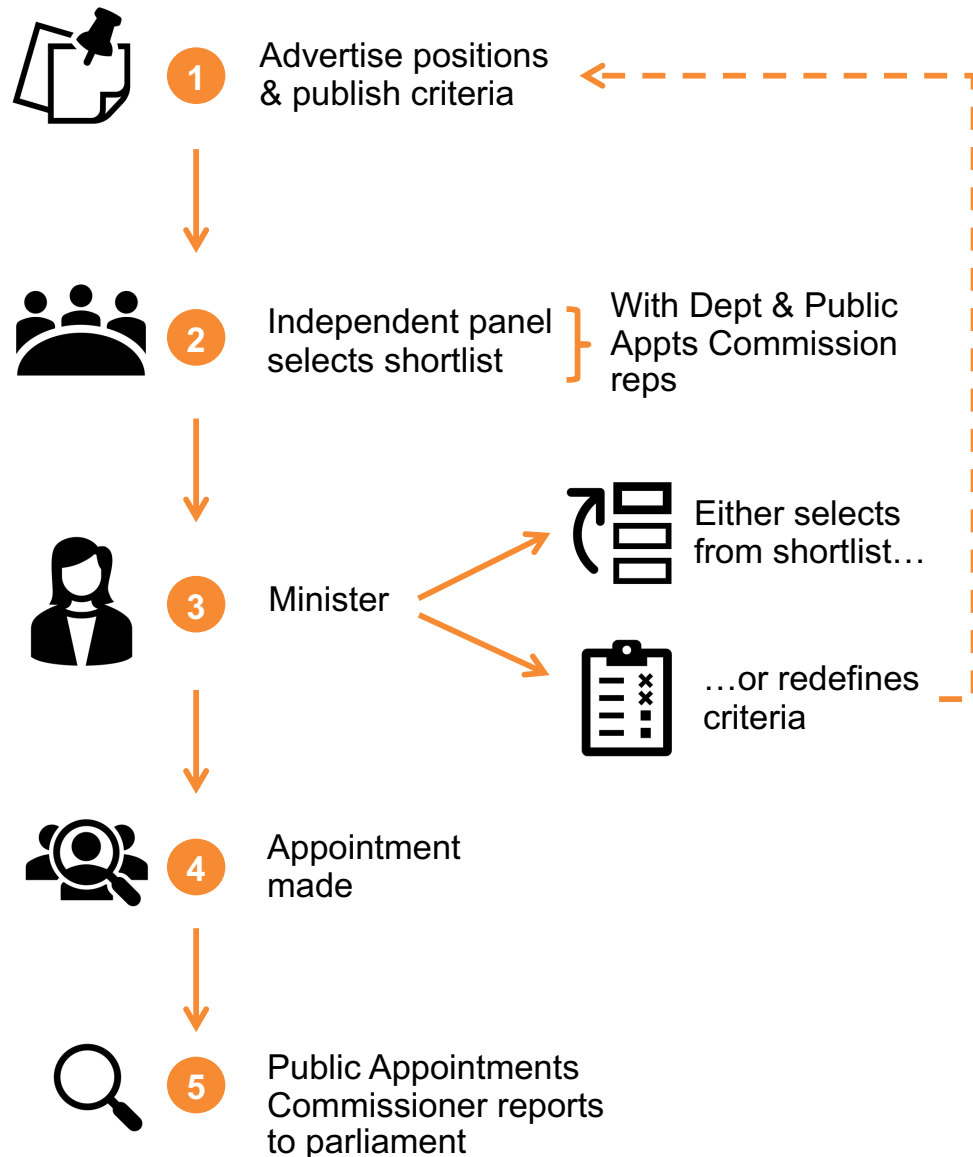 1
Advertise positions
& publish criteria
2
Independent panel
selects shortlist
With Dept & Public
Appts Commission
reps
3
Minister
Either selects
from shortlist…
…or redefines
criteria
4
Appointment
made
5
Public Appointments
Commissioner reports
to parliament